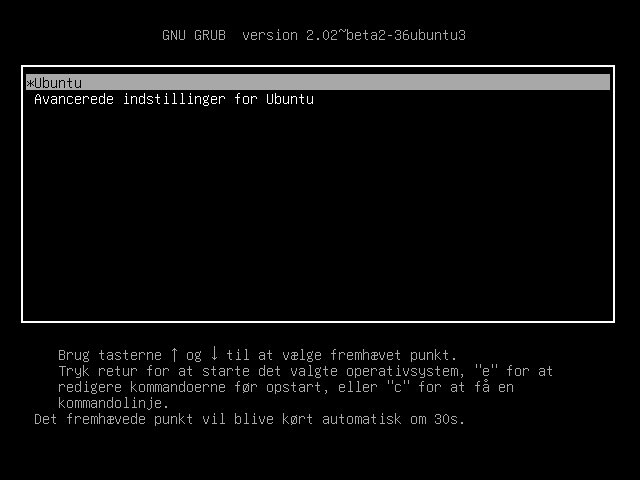 GNU GRUB  version 2.02~beta2-36ubuntu3
*Ubuntu
Avancerede indstillinger for Ubuntu
Brug tasterne ↑ og ↓ til at vælge fremhævet punkt.
Tryk retur for at starte det valgte operativsystem, "e" for at
redigere kommandoerne før opstart, eller "c" for at få en
kommandolinje.
Det fremhævede punkt vil blive kørt automatisk om 30s.